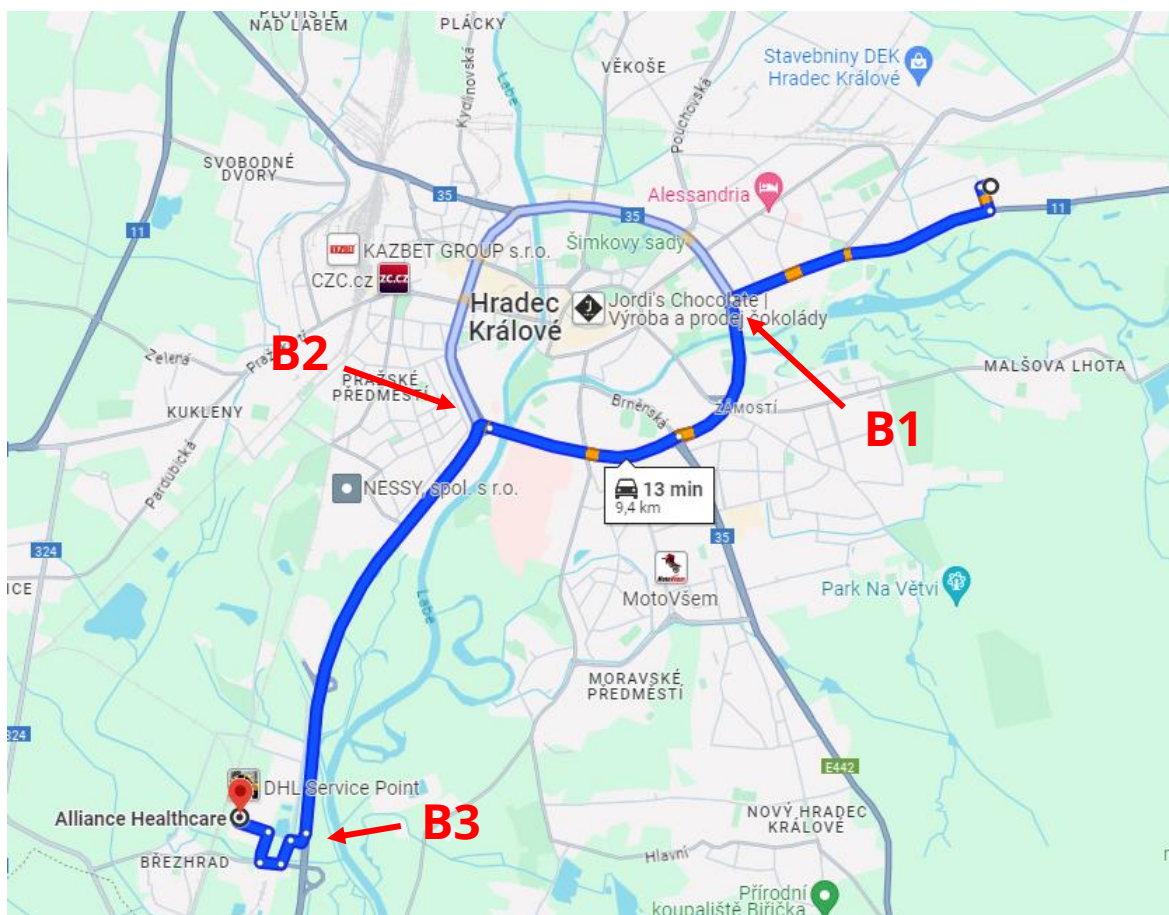 PLOTIŠTĚ
NAD LABEM
PLÁCKY
Labe
Kydlinovská
VĚKOŠE
Pouchovská
Stavebniny DEK
Hradec Králové
SVOBODNÉ
DVORY
35
35
Alessandria
11
11
Šimkovy sady
KAZBET GROUP s.r.o.
CZC.cz
zc.cz
Hradec
Králové
Jordi's Chocolate |
Výroba a prodej čokolády
Zelená
B2
PRAŽSKÉ
PŘEDMĚSTÍ
MALŠOVA LHOTA
KUKLENY
Brněnská
ZÁMOSTÍ
B1
Pardubická
NESSY, spol. s r.o.
13 min
9,4 km
35
324
MotoVšem
Park Na Větvi
ICE
Labe
MORAVSKÉ
PŘEDMĚSTÍ
324
E442
DHL Service Point
Alliance Healthcare
B3
NOVÝ HRADEC
KRÁLOVÉ
BŘEZHRAD
Hlavní
Přírodní
koupaliště Biřička